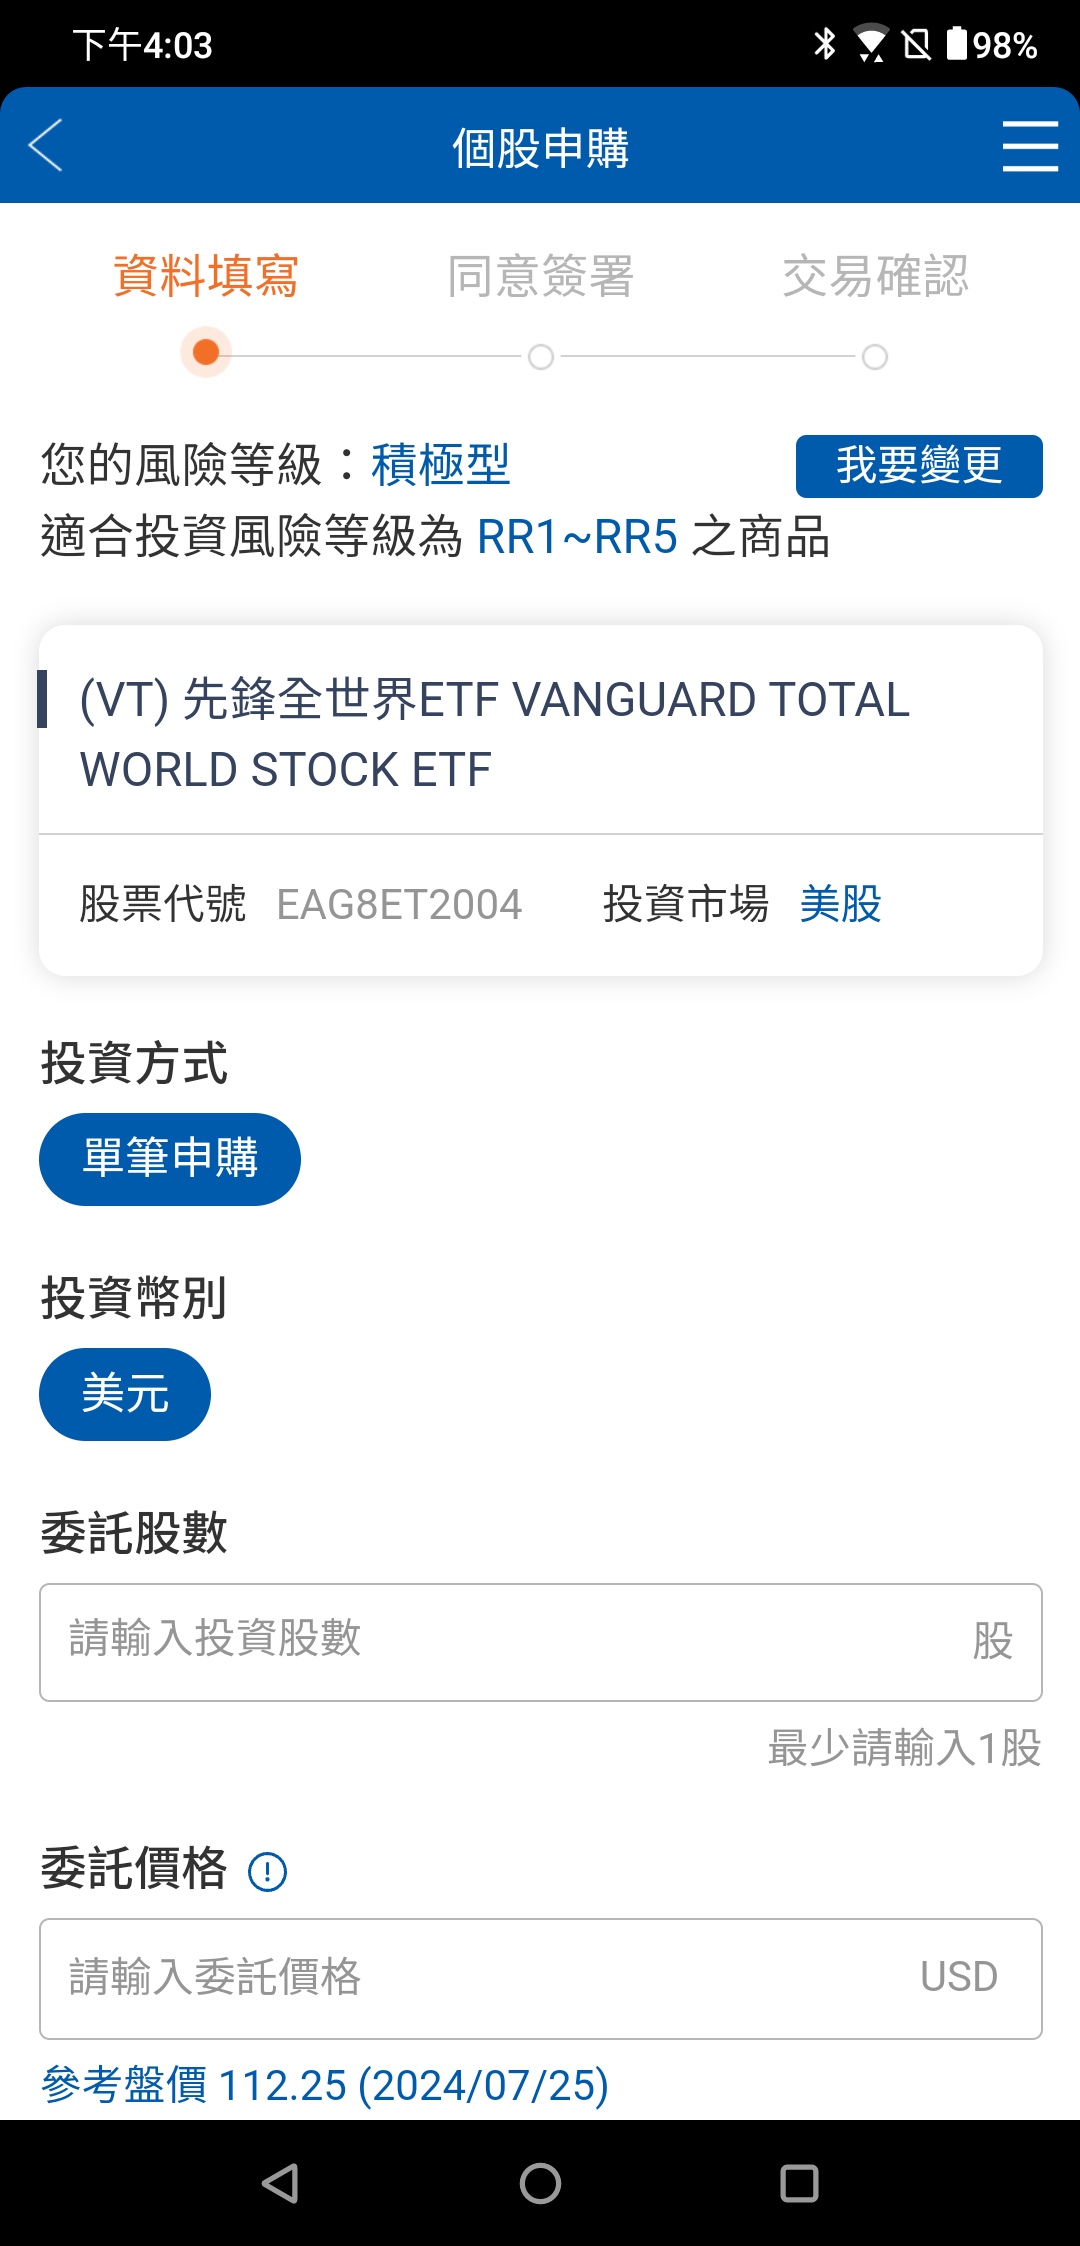 下午4:03
98%
個股申購
資料填寫 同意簽署 交易確認
您的風險等級：積極型 我要變更
適合投資風險等級為 RR1~RR5 之商品
(VT) 先鋒全世界ETF VANGUARD TOTAL
WORLD STOCK ETF
股票代號 EAG8ET2004 投資市場 美股
投資方式
單筆申購
投資幣別
美元
委託股數
請輸入投資股數 股
最少請輸入1股
委託價格
請輸入委託價格 USD
參考盤價 112.25 (2024/07/25)